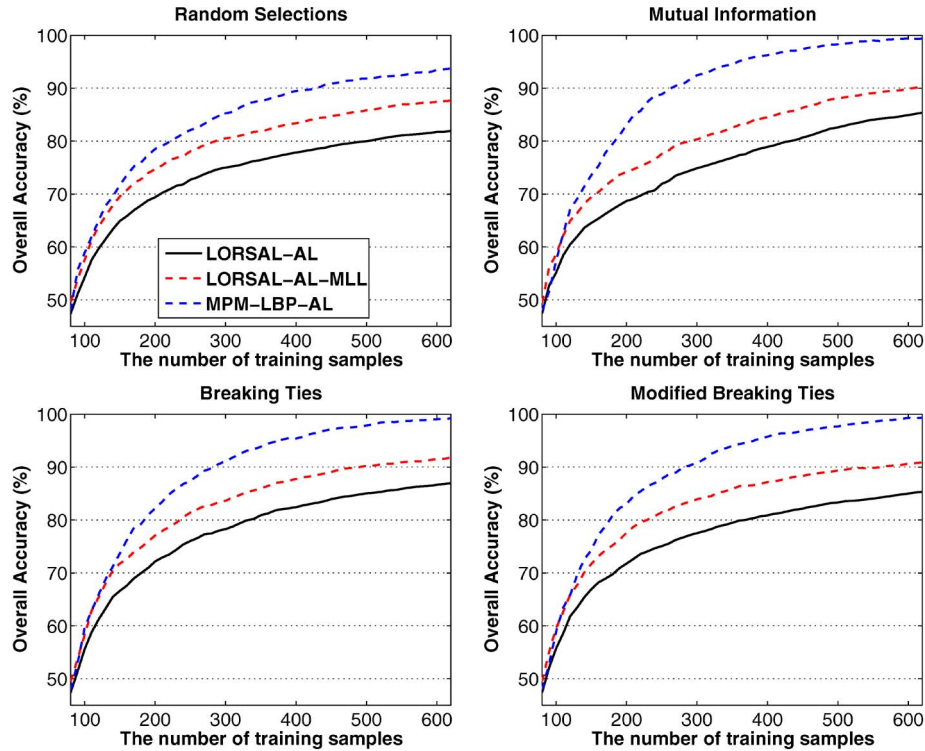 Random Selections
Overall Accuracy (%)
100
90
80
70
60
50
LORSAL-AL
LORSAL-AL-MLL
MPM-LBP-AL
100 200 300 400 500 600
The number of training samples
Mutual Information
Overall Accuracy (%)
100
90
80
70
60
50
100 200 300 400 500 600
The number of training samples
Breaking Ties
Overall Accuracy (%)
100
90
80
70
60
50
100 200 300 400 500 600
The number of training samples
Modified Breaking Ties
Overall Accuracy (%)
100
90
80
70
60
50
100 200 300 400 500 600
The number of training samples